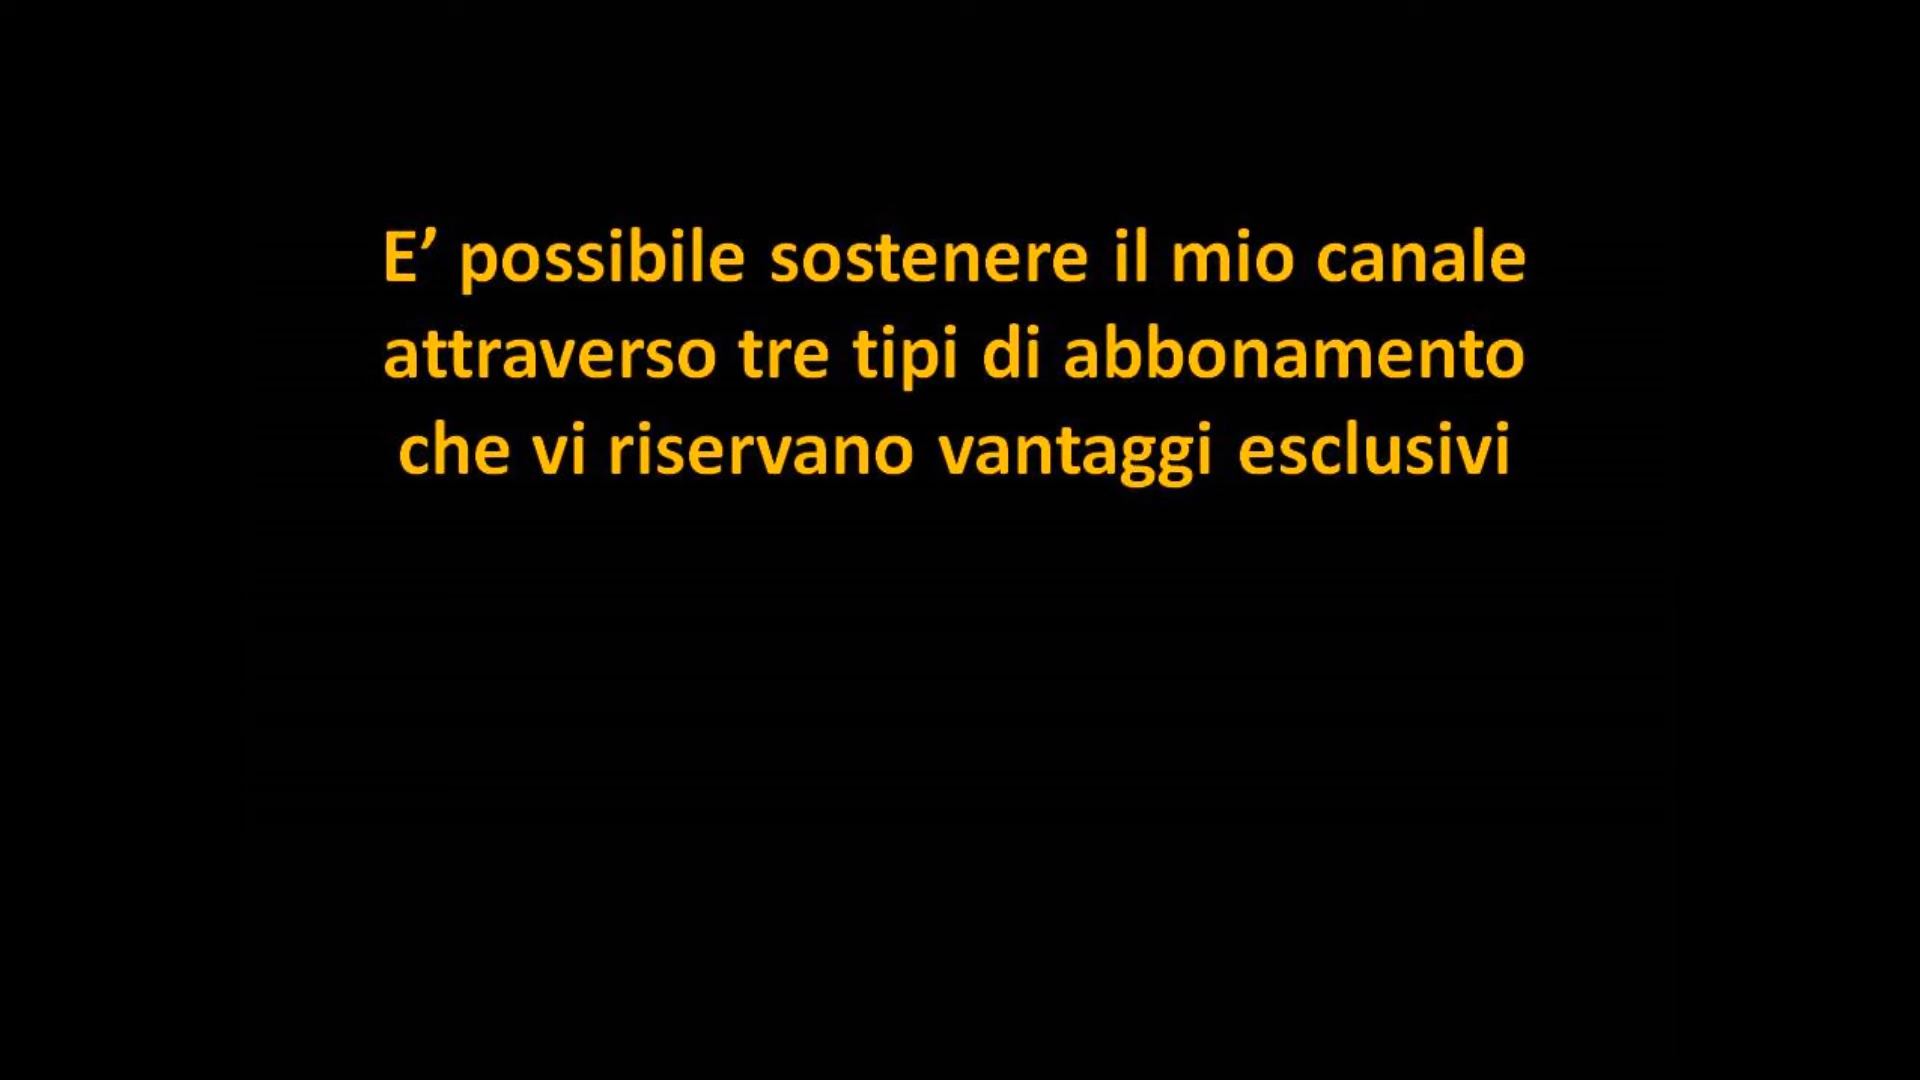 E’ possibile sostenere il mio canale
attraverso tre tipi di abbonamento
che vi riservano vantaggi esclusivi